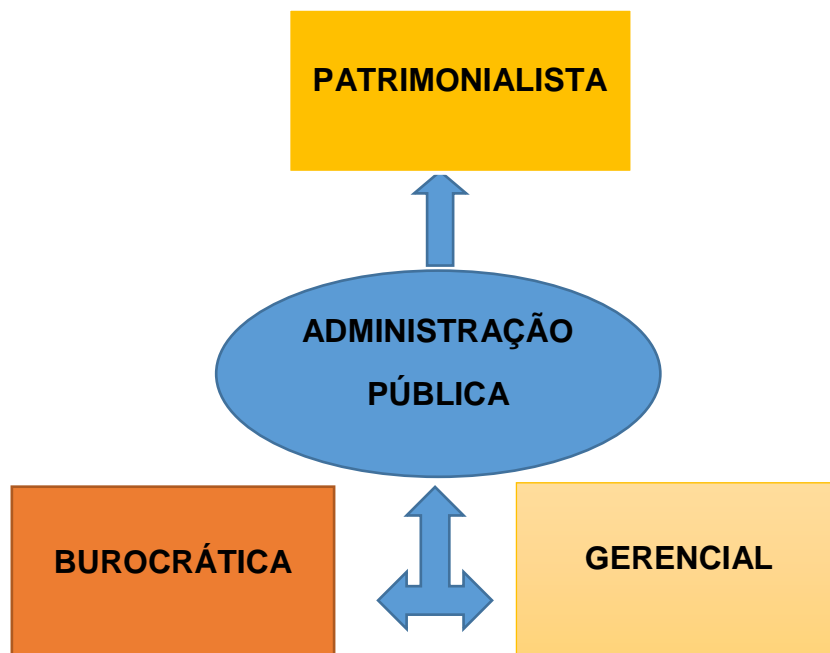 PATRIMONIALISTA
ADMINISTRAÇÃO
PÚBLICA
BUROCRÁTICA
GERENCIAL